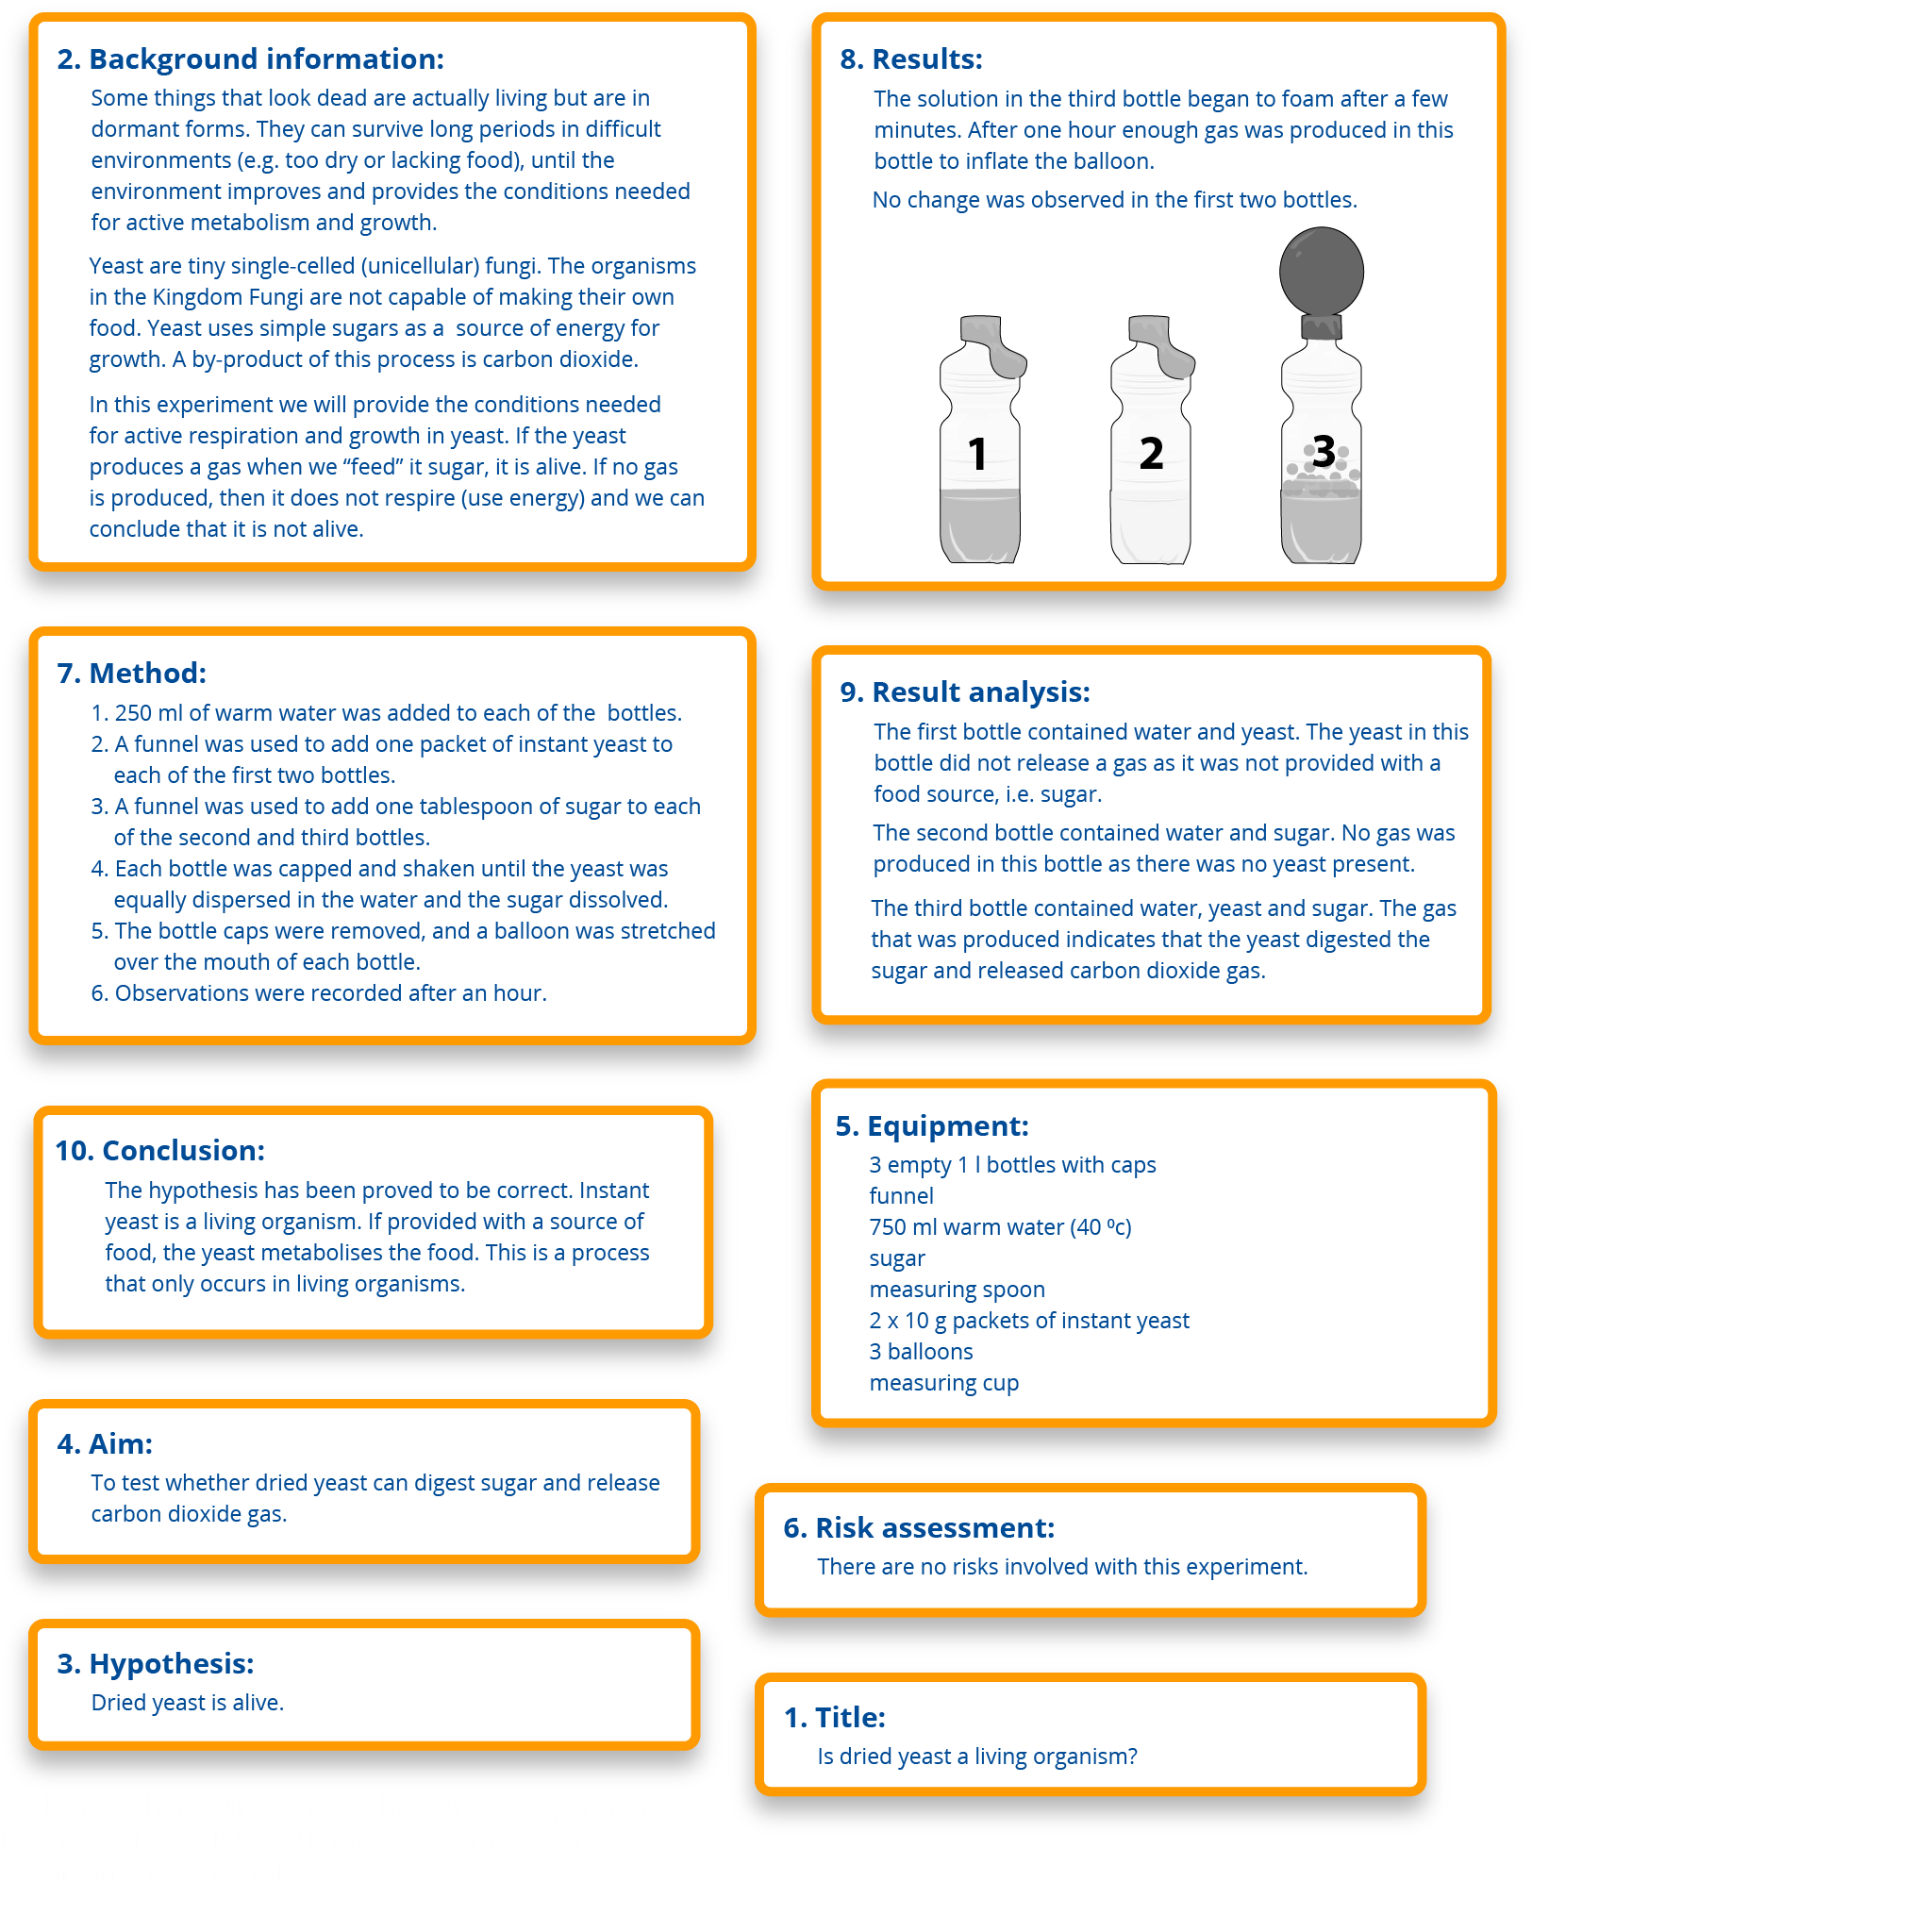 2. Background information:
Some things that look dead are actually living but are in
dormant forms. They can survive long periods in difficult
environments (e.g. too dry or lacking food), until the
environment improves and provides the conditions needed
for active metabolism and growth.
Yeast are tiny single-celled (unicellular) fungi. The organisms
in the Kingdom Fungi are not capable of making their own
food. Yeast uses simple sugars as a  source of energy for
growth. A by-product of this process is carbon dioxide.
In this experiment we will provide the conditions needed
for active respiration and growth in yeast. If the yeast
produces a gas when we “feed” it sugar, it is alive. If no gas
is produced, then it does not respire (use energy) and we can
conclude that it is not alive.
7. Method:
1. 250 ml of warm water was added to each of the  bottles.
2. A funnel was used to add one packet of instant yeast to
each of the first two bottles.
3. A funnel was used to add one tablespoon of sugar to each
of the second and third bottles.
4. Each bottle was capped and shaken until the yeast was
equally dispersed in the water and the sugar dissolved.
5. The bottle caps were removed, and a balloon was stretched
over the mouth of each bottle.
6. Observations were recorded after an hour.
10. Conclusion:
The hypothesis has been proved to be correct. Instant
yeast is a living organism. If provided with a source of
food, the yeast metabolises the food. This is a process
that only occurs in living organisms.
4. Aim:
To test whether dried yeast can digest sugar and release
carbon dioxide gas.
3. Hypothesis:
Dried yeast is alive.
8. Results:
The solution in the third bottle began to foam after a few
minutes. After one hour enough gas was produced in this
bottle to inflate the balloon.
No change was observed in the first two bottles.
1 2 3
9. Result analysis:
The first bottle contained water and yeast. The yeast in this
bottle did not release a gas as it was not provided with a
food source, i.e. sugar.
The second bottle contained water and sugar. No gas was
produced in this bottle as there was no yeast present.
The third bottle contained water, yeast and sugar. The gas
that was produced indicates that the yeast digested the
sugar and released carbon dioxide gas.
5. Equipment:
3 empty 1 l bottles with caps
funnel
750 ml warm water (40 ⁰c)
sugar
measuring spoon
2 x 10 g packets of instant yeast
3 balloons
measuring cup
6. Risk assessment:
There are no risks involved with this experiment.
1. Title:
Is dried yeast a living organism?